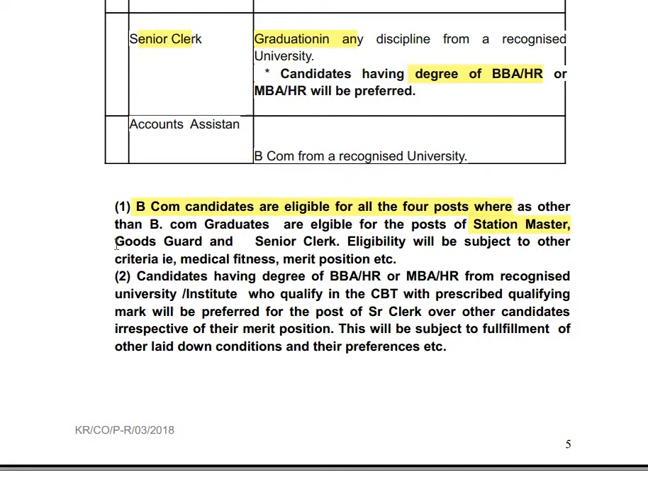 Senior Clerk
Graduationin any discipline from a recognised
University.
* Candidates having degree of BBA/HR or
MBA/HR will be preferred.
Accounts Assistan
B Com from a recognised University.
(1) B Com candidates are eligible for all the four posts where as other
than B. com Graduates are elgible for the posts of Station Master,
Goods Guard and Senior Clerk. Eligibility will be subject to other
criteria ie, medical fitness, merit position etc.
(2) Candidates having degree of BBA/HR or MBA/HR from recognised
university /Institute who qualify in the CBT with prescribed qualifying
mark will be preferred for the post of Sr Clerk over other candidates
irrespective of their merit position. This will be subject to fullfillment of
other laid down conditions and their preferences etc.
KR/CO/P-R/03/2018
5